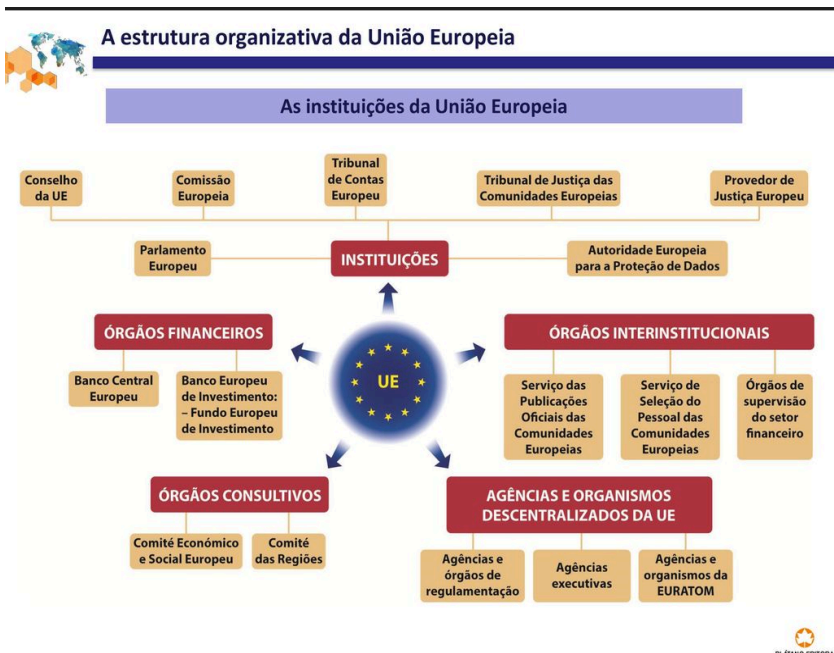 A estrutura organizativa da União Europeia
As instituições da União Europeia
Conselho
da UE
Comissão
Europeia
Tribunal
de Contas
Europeu
Tribunal de Justiça das
Comunidades Europeias
Provedor de
Justiça Europeu
Parlamento
Europeu
INSTITUIÇÕES
Autoridade Europeia
para a Proteção de Dados
ÓRGÃOS FINANCEIROS
Banco Central
Europeu
Banco Europeu
de Investimento:
– Fundo Europeu
de Investimento
UE
ÓRGÃOS INTERINSTITUCIONAIS
Serviço das
Publicações
Oficiais das
Comunidades
Europeias
Serviço de
Seleção do
Pessoal das
Comunidades
Europeias
Órgãos de
supervisão
do setor
financeiro
ÓRGÃOS CONSULTIVOS
Comité Económico
e Social Europeu
Comité
das Regiões
AGÊNCIAS E ORGANISMOS
DESCENTRALIZADOS DA UE
Agências e
órgãos de
regulamentação
Agências
executivas
Agências e
organismos da
EURATOM